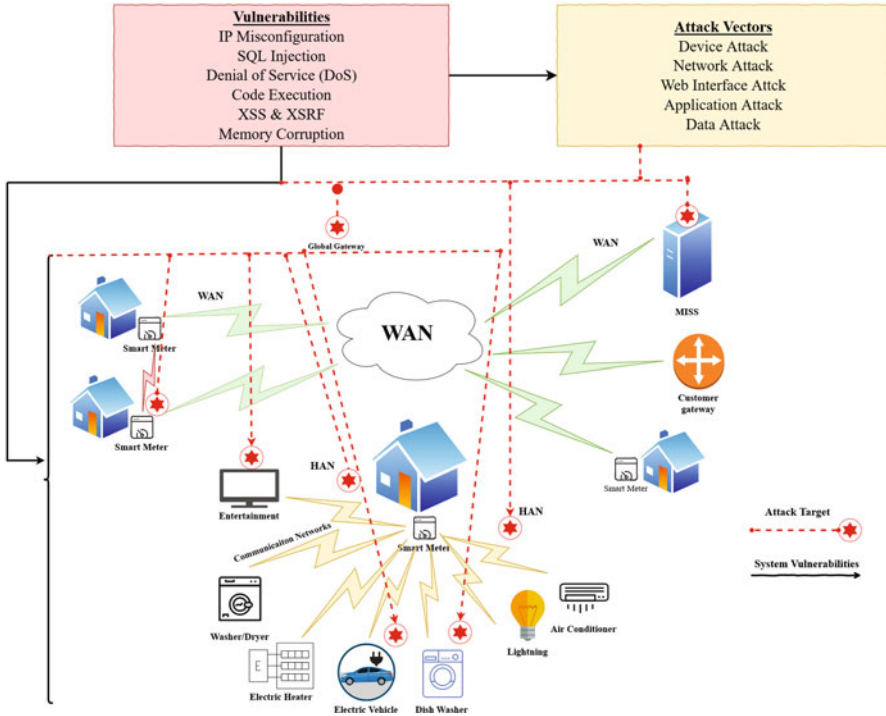 Vulnerabilities
IP Misconfiguration
SQL Injection
Denial of Service (DoS)
Code Execution
XSS & XSRF
Memory Corruption
Attack Vectors
Device Attack
Network Attack
Web Interface Attck
Application Attack
Data Attack
Global Gateway
WAN
WAN
WAN
MISS
Smart Meter
Smart Meter
Customer
gateway
Smart Meter
HAN
Entertainment
Smart Meter
HAN
Attack Target
System Vulnerabilities
Communicaiton Networks
Washer/Dryer
Air Conditioner
Lightning
E
Electric Heater
Electric Vehicle
Dish Washer